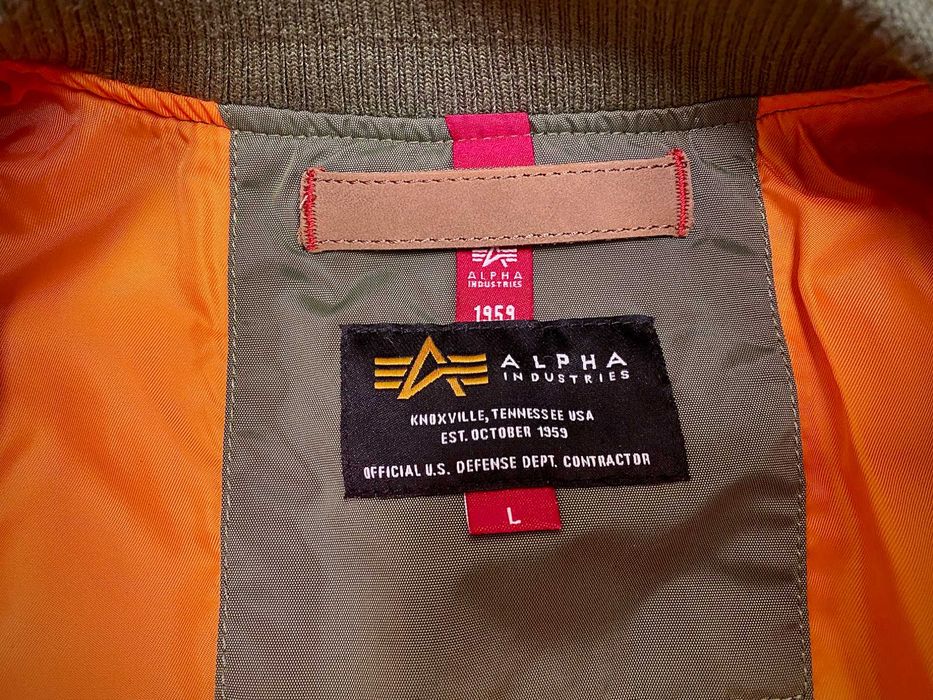 ALPHA
INDUSTRIES
1959
ALPHA
INDUSTRIES
KNOXVILLE, TENNESSEE USA
EST. OCTOBER 1959
OFFICIAL U.S. DEFENSE DEPT. CONTRACTOR
L